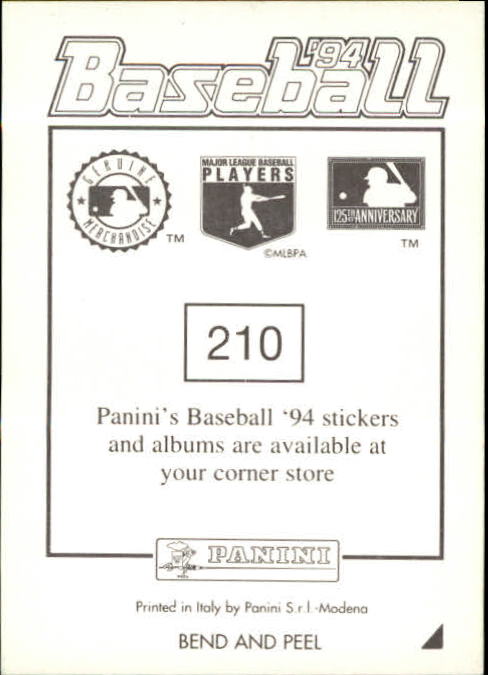 Baseball '94
GENUINE MERCHANDISE
TM
MAJOR LEAGUE BASEBALL
PLAYERS
©MLBPA
125TH ANNIVERSARY
TM
210
Panini's Baseball ‘94 stickers
and albums are available at
your corner store
PANINI
Printed in Italy by Panini S.r.l.-Modena
BEND AND PEEL